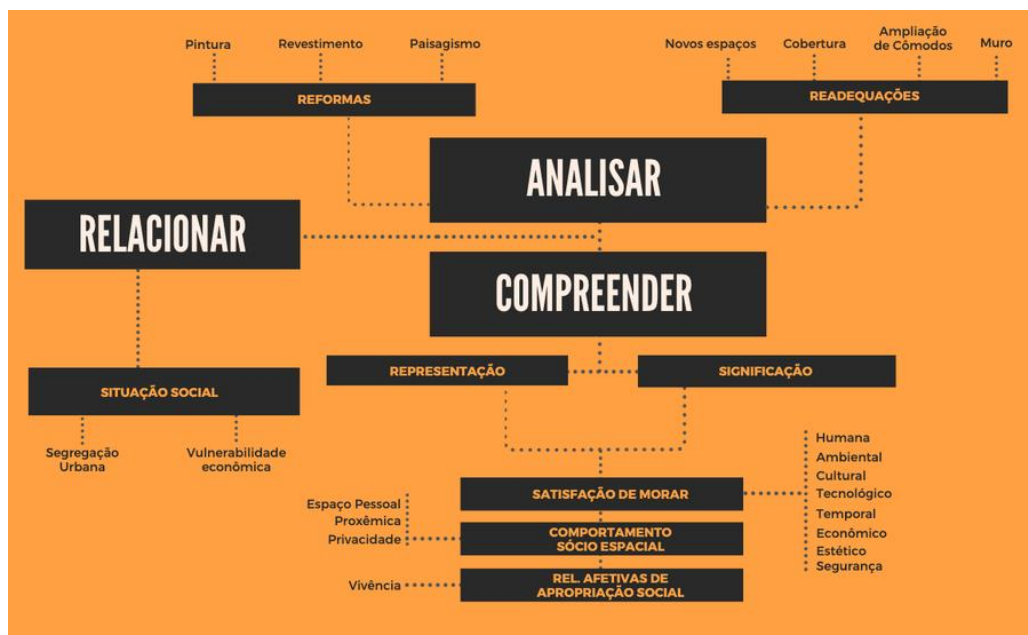 Pintura
Revestimento
Paisagismo
REFORMAS
Novos espaços
Cobertura
Ampliação
de Cômodos
Muro
READEQUAÇÕES
ANALISAR
RELACIONAR
COMPREENDER
REPRESENTAÇÃO
SIGNIFICAÇÃO
SITUAÇÃO SOCIAL
Segregação
Urbana
Vulnerabilidade
econômica
SATISFAÇÃO DE MORAR
Humana
Ambiental
Cultural
Tecnológico
Temporal
Econômico
Estético
Segurança
Espaço Pessoal
Proxêmica
Privacidade
COMPORTAMENTO
SÓCIO ESPACIAL
Vivência
REL. AFETIVAS DE
APROPRIAÇÃO SOCIAL